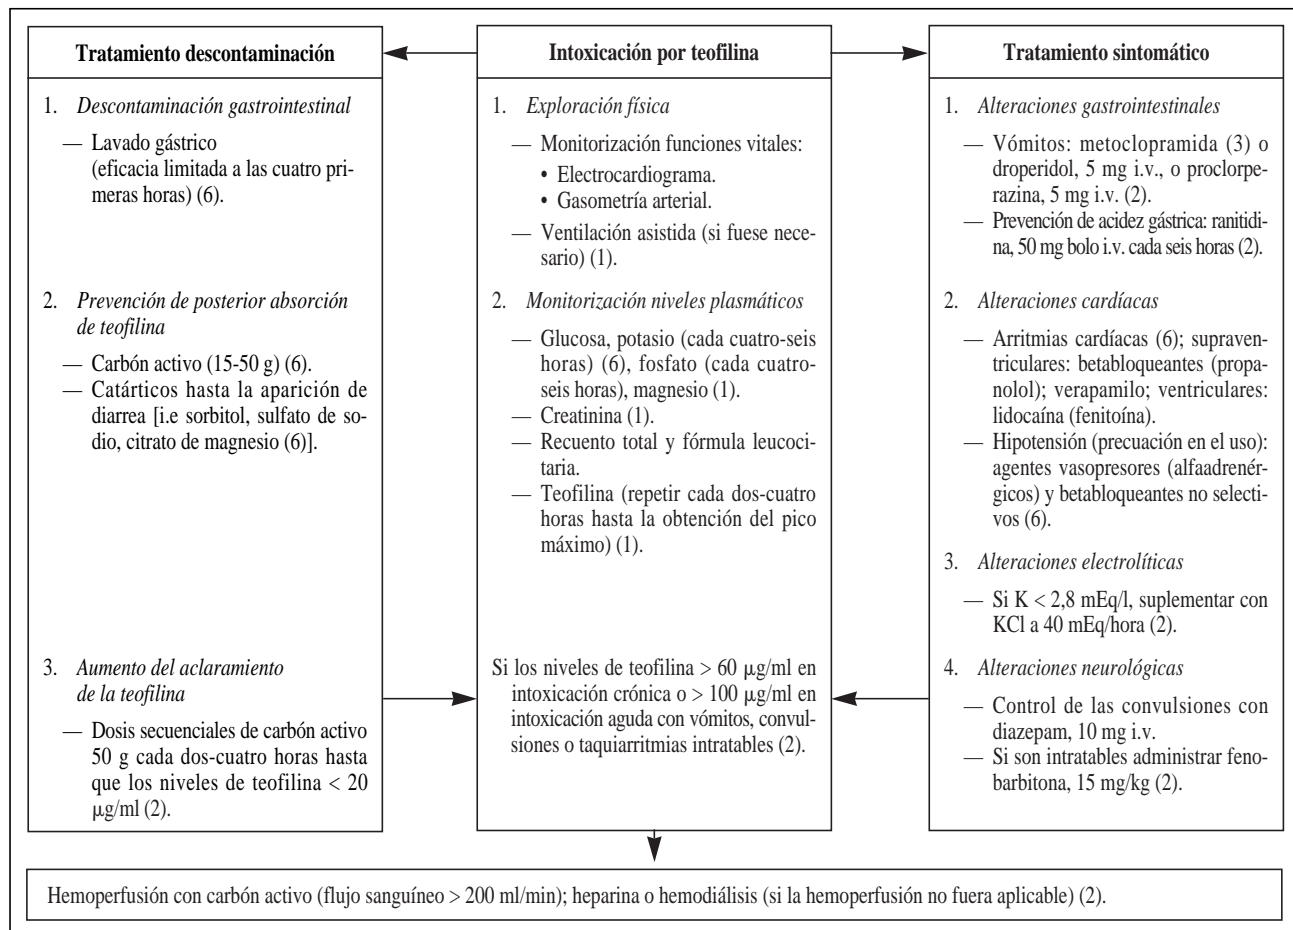 Tratamiento descontaminación
1. Descontaminación gastrointestinal
— Lavado gástrico
(eficacia limitada a las cuatro pri-
meras horas) (6).
2. Prevención de posterior absorción
de teofilina
— Carbón activo (15-50 g) (6).
— Catárticos hasta la aparición de
diarrea [i.e sorbitol, sulfato de so-
dio, citrato de magnesio (6)].
3. Aumento del aclaramiento
de la teofilina
— Dosis secuenciales de carbón activo
50 g cada dos-cuatro horas hasta
que los niveles de teofilina < 20
μg/ml (2).
Intoxicación por teofilina
1. Exploración física
— Monitorización funciones vitales:
• Electrocardiograma.
• Gasometría arterial.
— Ventilación asistida (si fuese nece-
sario) (1).
2. Monitorización niveles plasmáticos
— Glucosa, potasio (cada cuatro-seis
horas) (6), fosfato (cada cuatro-
seis horas), magnesio (1).
— Creatinina (1).
— Recuento total y fórmula leucoci-
taria.
— Teofilina (repetir cada dos-cuatro
horas hasta la obtención del pico
máximo) (1).
Si los niveles de teofilina > 60 μg/ml en
intoxicación crónica o > 100 μg/ml en
intoxicación aguda con vómitos, convul-
siones o taquiarritmias intratables (2).
Tratamiento sintomático
1. Alteraciones gastrointestinales
— Vómitos: metoclopramida (3) o
droperidol, 5 mg i.v., o proclorpe-
razina, 5 mg i.v. (2).
— Prevención de acidez gástrica: ranitidi-
na, 50 mg bolo i.v. cada seis horas (2).
2. Alteraciones cardíacas
— Arritmias cardíacas (6); supraven-
triculares: betabloqueantes (propa-
nolol); verapamilo; ventriculares:
lidocaína (fenitoína).
— Hipotensión (precuación en el uso):
agentes vasopresores (alfaadrenér-
gicos) y betabloqueantes no selecti-
vos (6).
3. Alteraciones electrolíticas
— Si K < 2,8 mEq/l, suplementar con
KCl a 40 mEq/hora (2).
4. Alteraciones neurológicas
— Control de las convulsiones con
diazepam, 10 mg i.v.
— Si son intratables administrar feno-
barbitona, 15 mg/kg (2).
Hemoperfusión con carbón activo (flujo sanguíneo > 200 ml/min); heparina o hemodiálisis (si la hemoperfusión no fuera aplicable) (2).